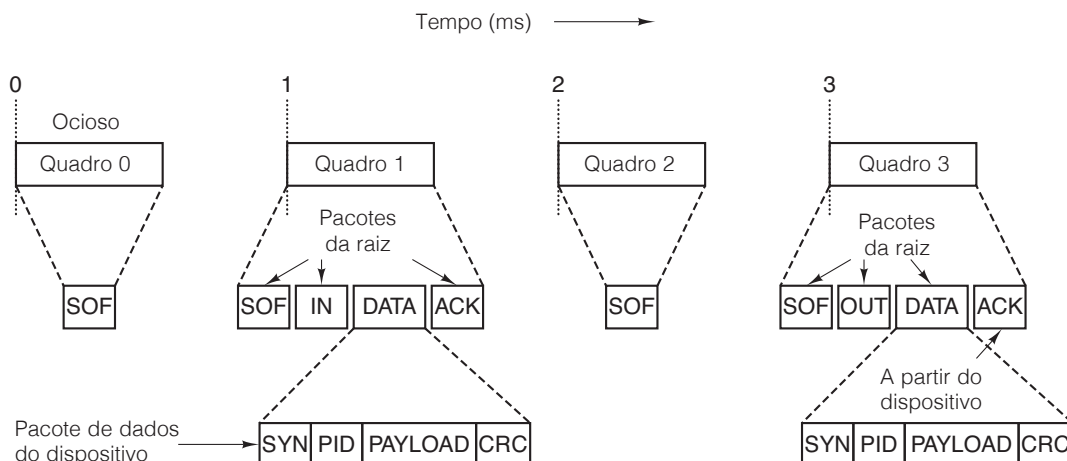 Tempo (ms)
0 1 2 3
Ocioso
Quadro 0 Quadro 1 Quadro 2 Quadro 3
Pacotes da raiz
Pacotes da raiz
SOF SOF IN DATA ACK SOF SOF OUT DATA ACK
A partir do dispositivo
Pacote de dados do dispositivo
SYN PID PAYLOAD CRC SYN PID PAYLOAD CRC